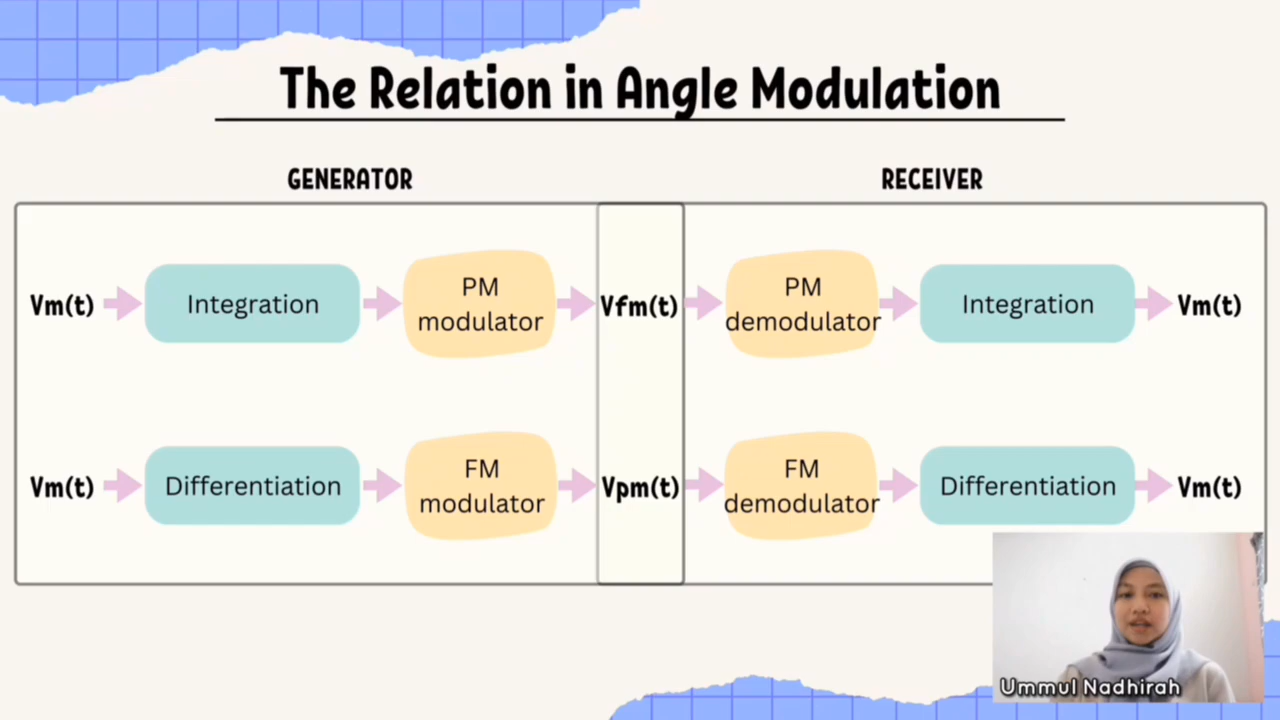 The Relation in Angle Modulation
GENERATOR
RECEIVER
Vm(t)
Integration
PM
modulator
Vfm(t)
PM
demodulator
Integration
Vm(t)
Vm(t)
Differentiation
FM
modulator
Vpm(t)
FM
demodulator
Differentiation
Vm(t)
Ummul Nadhirah